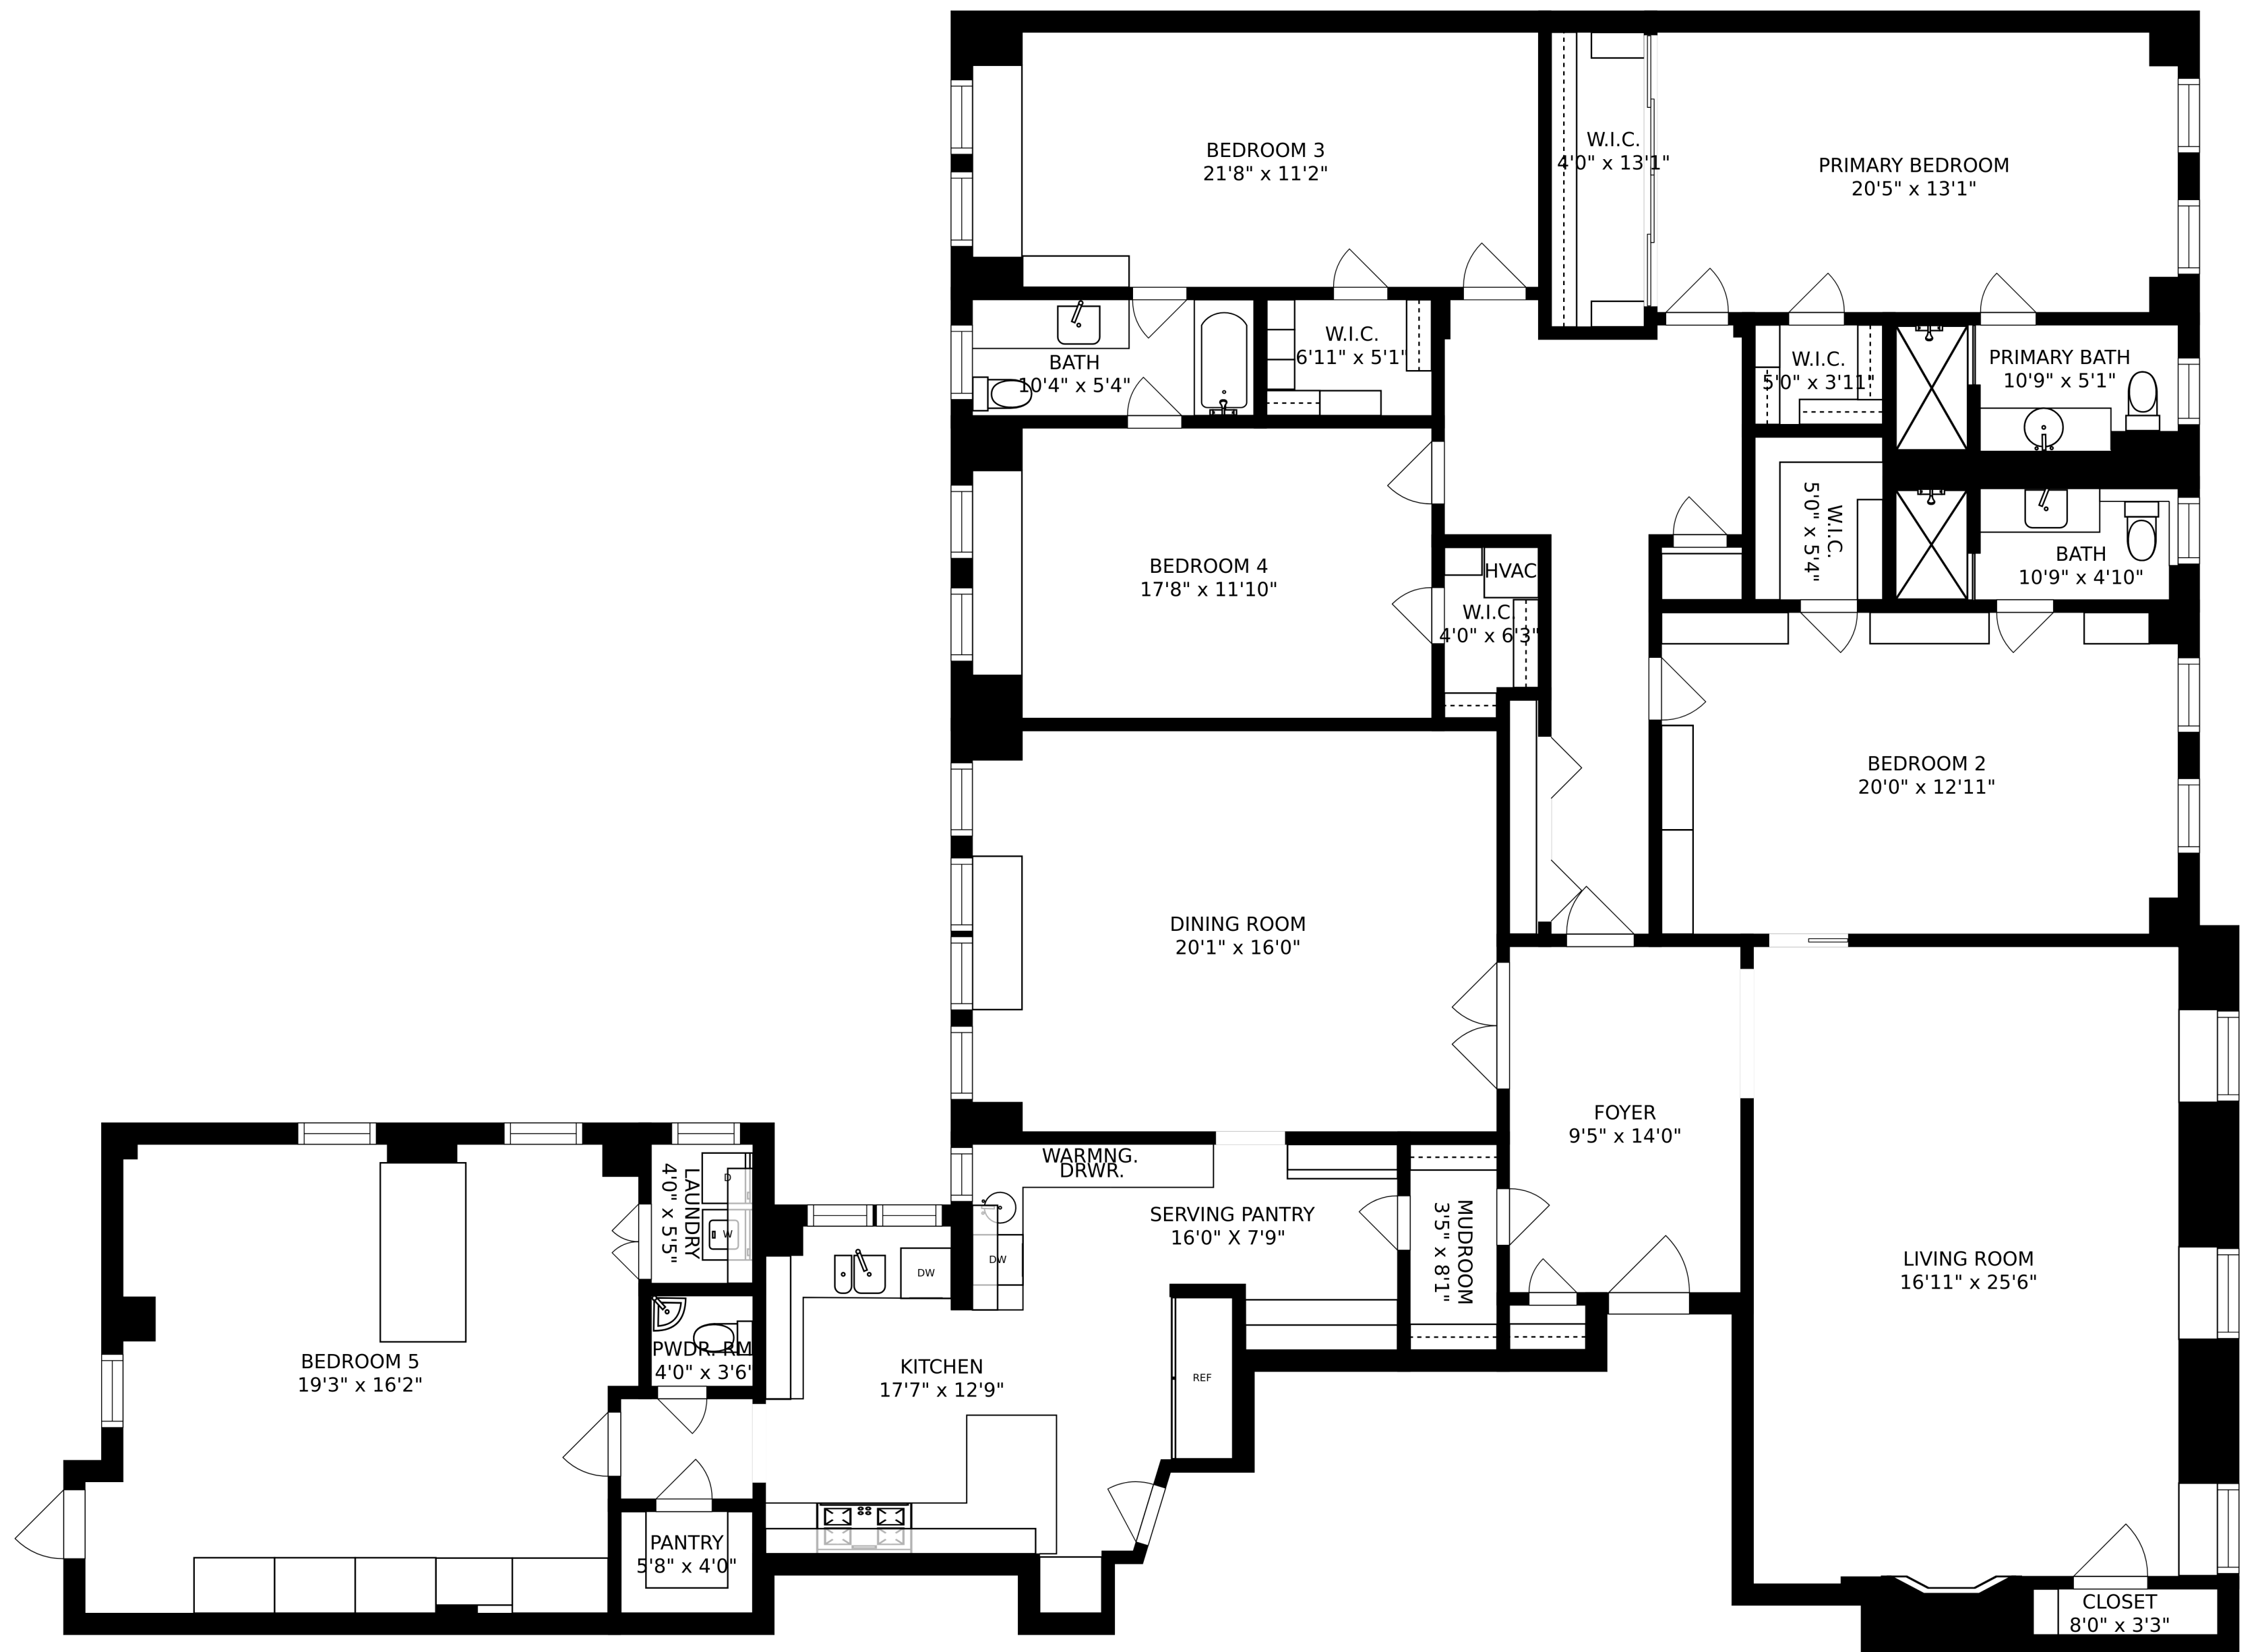 BEDROOM 3
21'8" x 11'2"
W.I.C.
4'0" x 13'1"
PRIMARY BEDROOM
20'5" x 13'1"
BATH
10'4" x 5'4"
W.I.C.
6'11" x 5'1"
W.I.C.
5'0" x 3'11"
PRIMARY BATH
10'9" x 5'1"
W.I.C.
5'0" x 5'4"
BATH
10'9" x 4'10"
BEDROOM 4
17'8" x 11'10"
HVAC
W.I.C.
4'0" x 6'3"
BEDROOM 2
20'0" x 12'11"
DINING ROOM
20'1" x 16'0"
FOYER
9'5" x 14'0"
WARMNG.
DRWR.
SERVING PANTRY
16'0" X 7'9"
DW
MUDROOM
3'5" x 8'1"
LIVING ROOM
16'11" x 25'6"
LAUNDRY
4'0" x 5'5"
D
W
DW
PWDR. RM
4'0" x 3'6"
BEDROOM 5
19'3" x 16'2"
KITCHEN
17'7" x 12'9"
REF
PANTRY
5'8" x 4'0"
CLOSET
8'0" x 3'3"